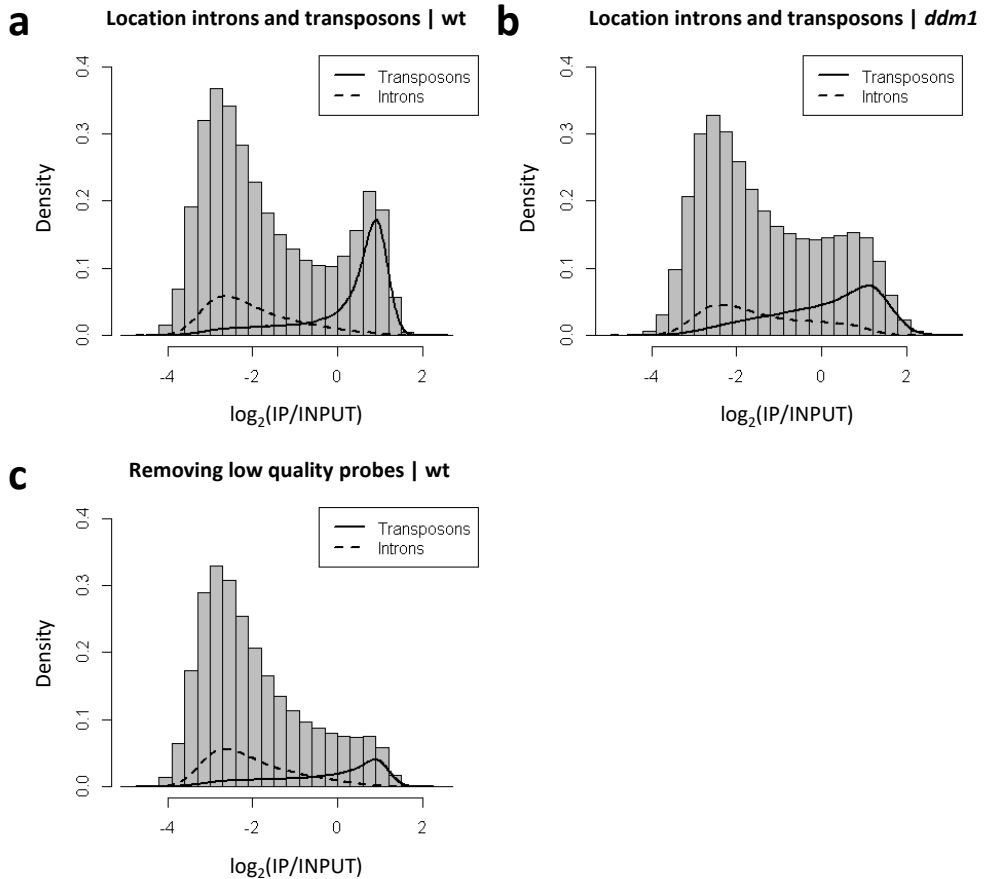 a
Location introns and transposons | wt
Transposons
Introns
Density
0.0
0.1
0.2
0.3
0.4
-4
-2
0
2
log2(IP/INPUT)
b
Location introns and transposons | ddm1
Transposons
Introns
Density
0.0
0.1
0.2
0.3
0.4
-4
-2
0
2
log2(IP/INPUT)
c
Removing low quality probes | wt
Transposons
Introns
Density
0.0
0.1
0.2
0.3
0.4
-4
-2
0
2
log2(IP/INPUT)